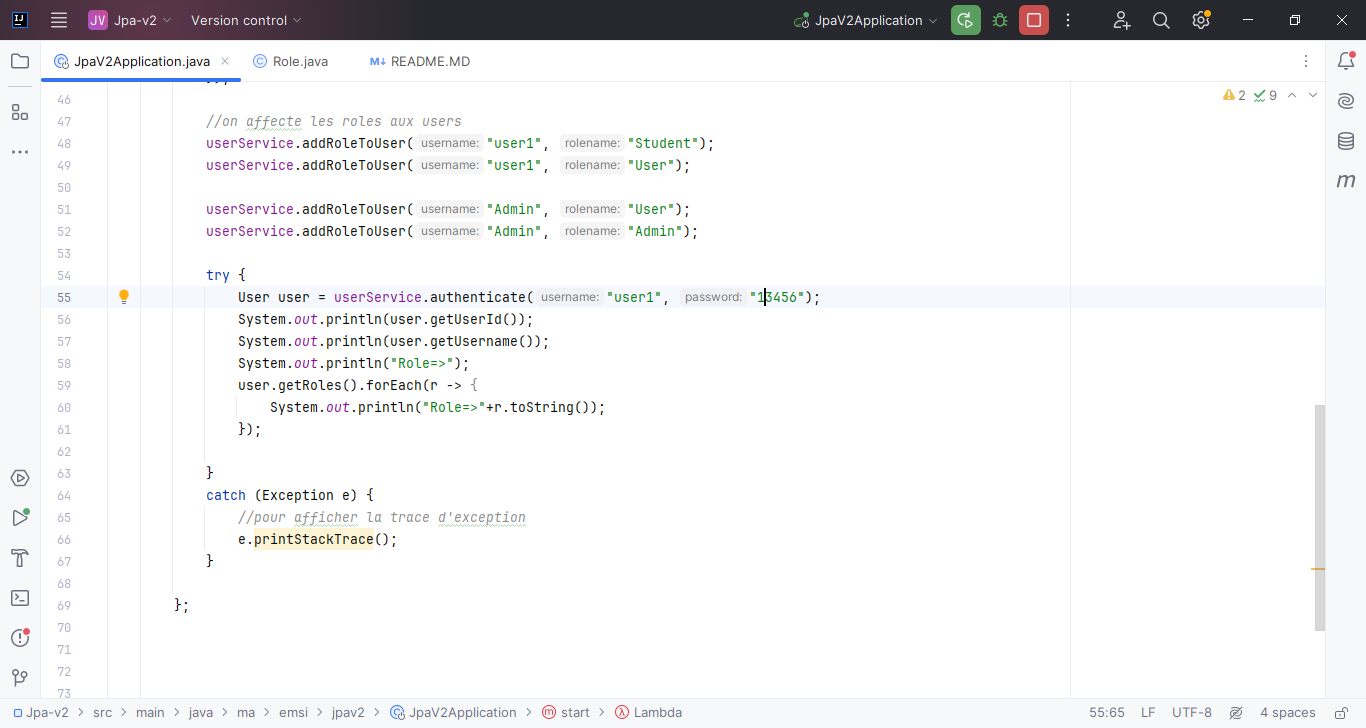 JV Jpa-v2 Version control JpaV2Application
JpaV2Application.java Role.java README.MD
2 9
46
47 //on affecte les roles aux users
48 userService.addRoleToUser( username: "user1", rolename: "Student");
49 userService.addRoleToUser( username: "user1", rolename: "User");
50
51 userService.addRoleToUser( username: "Admin", rolename: "User");
52 userService.addRoleToUser( username: "Admin", rolename: "Admin");
53
54 try {
55 User user = userService.authenticate( username: "user1", password: "13456");
56 System.out.println(user.getUserId());
57 System.out.println(user.getUsername());
58 System.out.println("Role=>");
59 user.getRoles().forEach(r -> {
60 System.out.println("Role=>"+r.toString());
61 });
62
63 }
64 catch (Exception e) {
65 //pour afficher la trace d'exception
66 e.printStackTrace();
67 }
68
69 };
70
71
72
73
Jpa-v2 > src > main > java > ma > emsi > jpav2 > JpaV2Application > start > Lambda 55:65 LF UTF-8 4 spaces